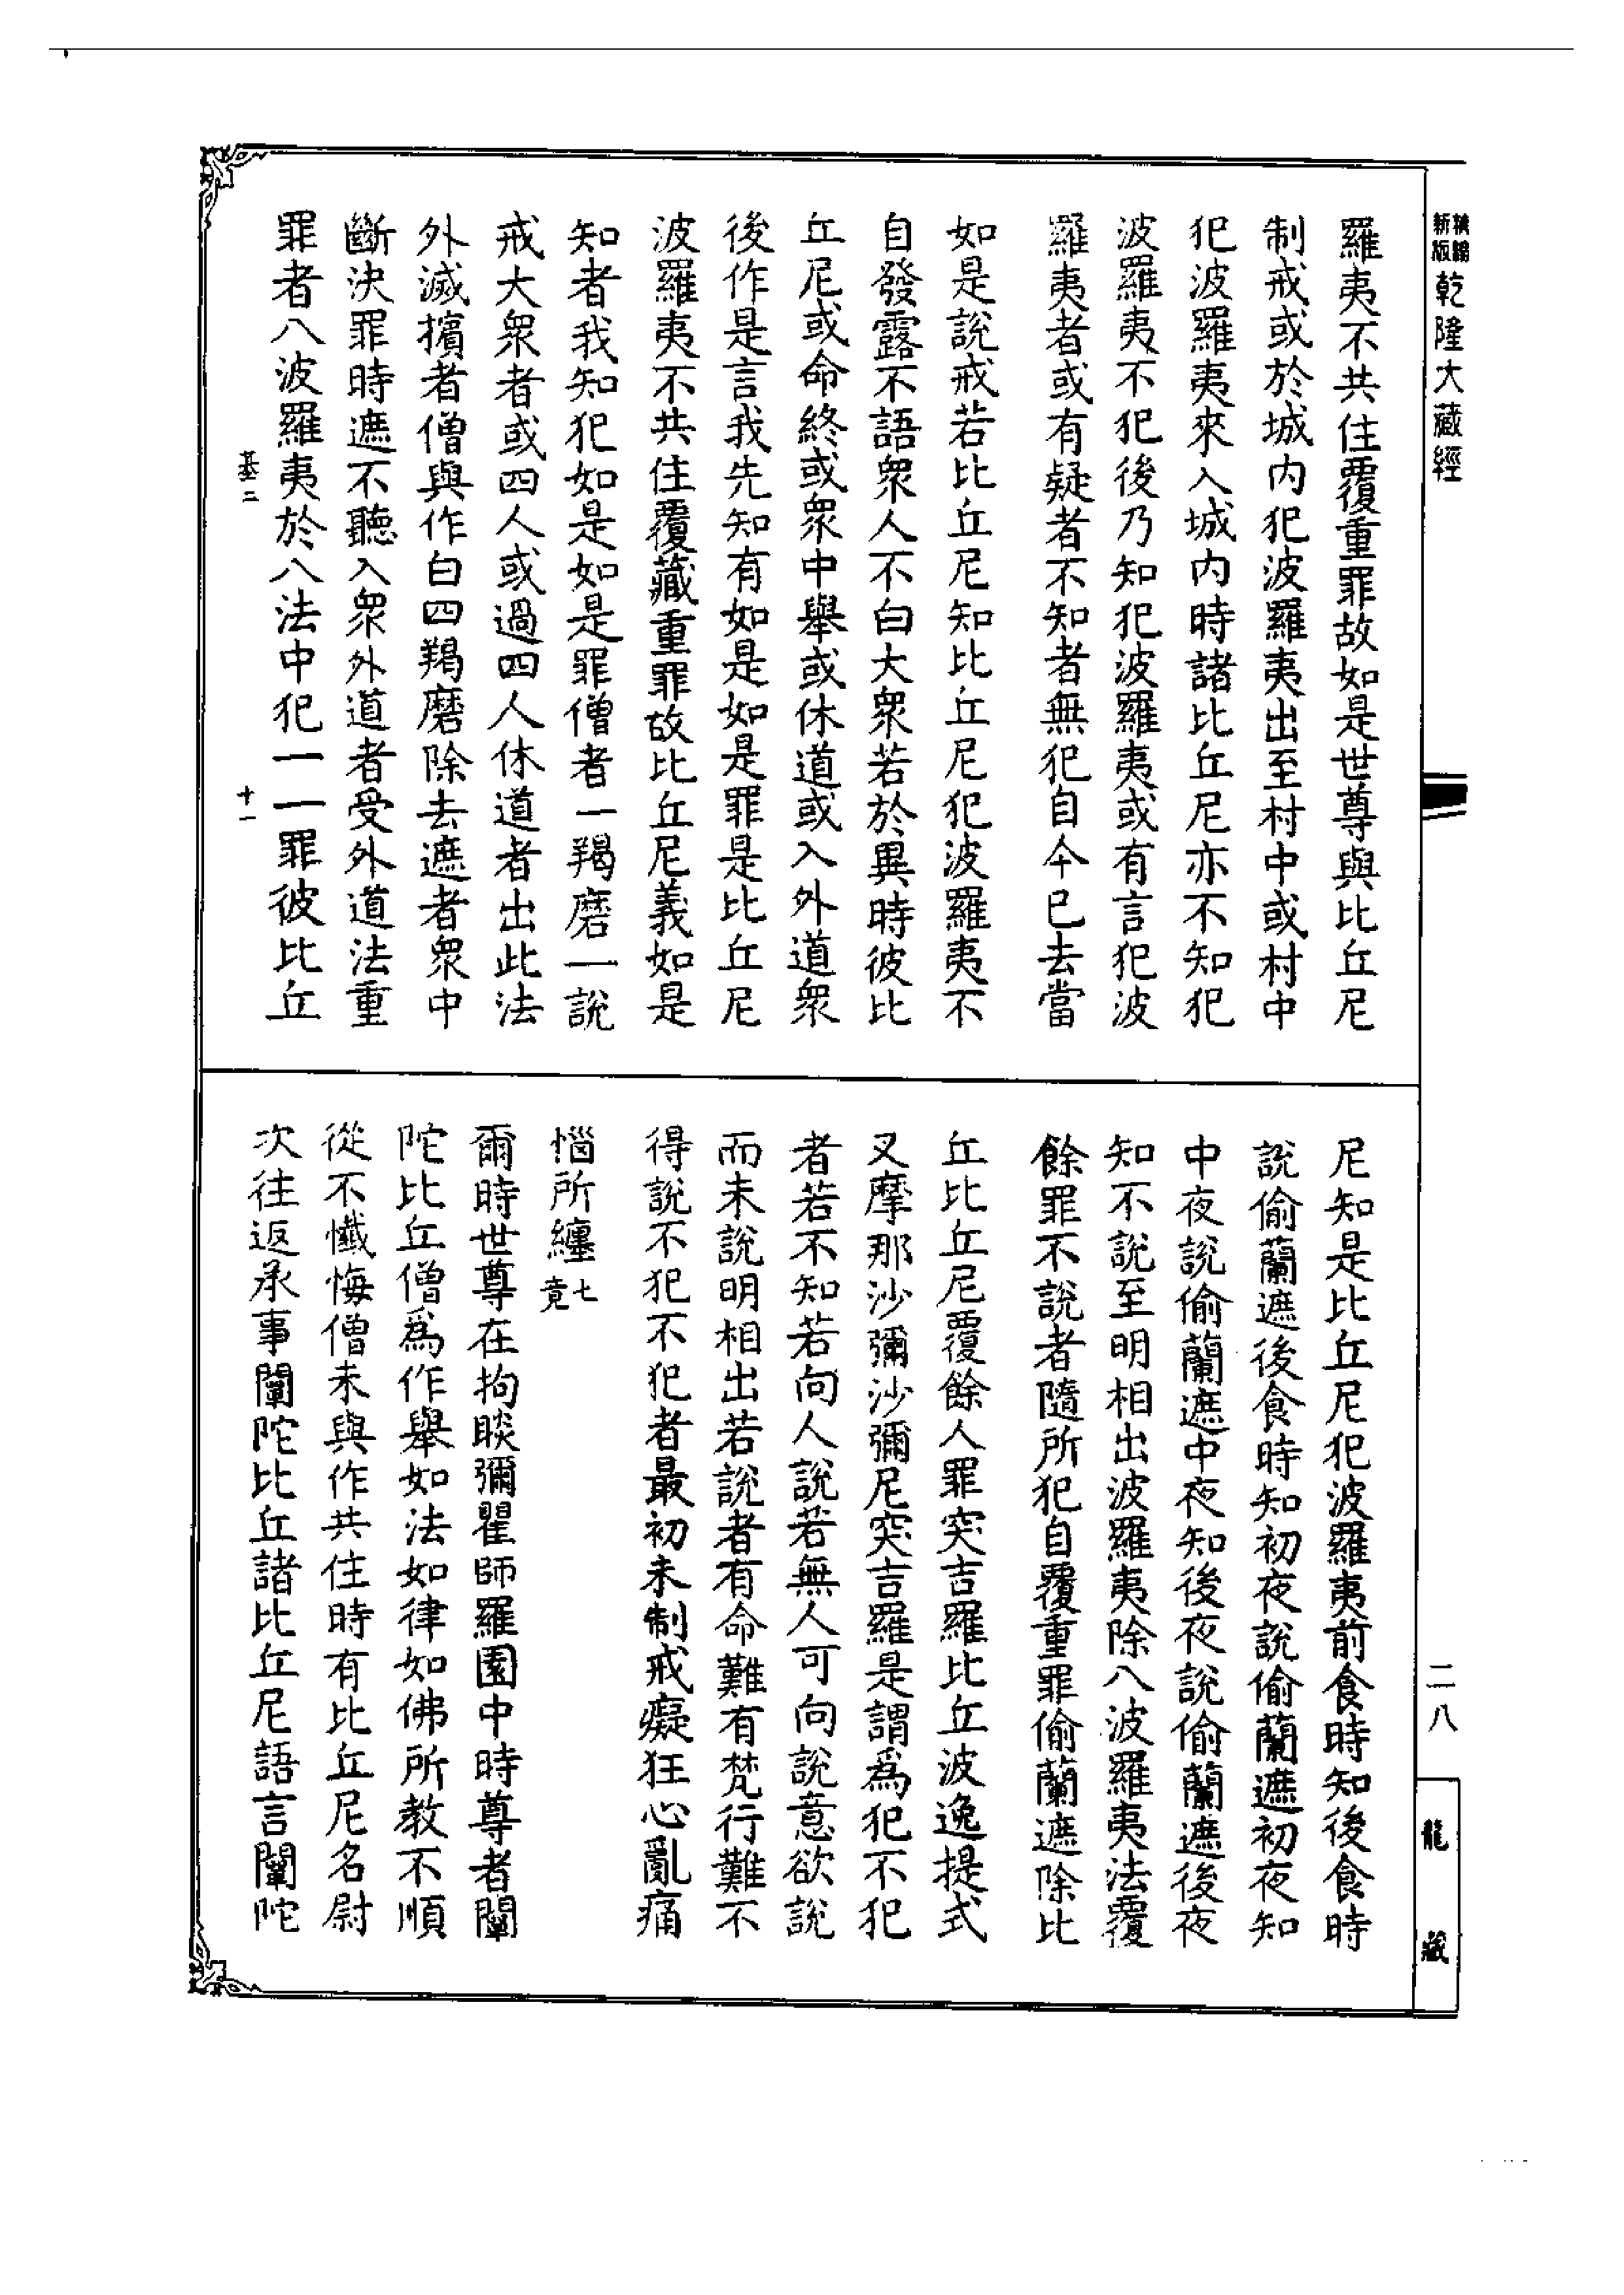 新版精編乾隆大藏經
羅夷不共住覆重罪故如是世尊與比丘尼
制戒或於城內犯波羅夷出至村中或村中
犯波羅夷來入城內時諸比丘尼亦不知犯
波羅夷不犯後乃知犯波羅夷或有言犯波
羅夷者或有疑者不知者無犯自今已去當
如是說戒若比丘尼知比丘尼犯波羅夷不
自發露不語眾人不白大眾若於異時彼比
丘尼或命終或眾中舉或休道或入外道眾
後作是言我先知有如是如是罪是比丘尼
波羅夷不共住覆藏重罪故比丘尼義如是
知者我知犯如是如是罪僧者一羯磨一說
戒大眾者或四人或過四人休道者出此法
外滅擯者僧與作白四羯磨除去遮者眾中
斷決罪時遮不聽入眾外道者受外道法重
罪者八波羅夷於八法中犯一一罪彼比丘
基二
十一
尼知是比丘尼犯波羅夷前食時知後食時
說偷蘭遮後食時知初夜說偷蘭遮初夜知
中夜說偷蘭遮中夜知後夜說偷蘭遮後夜
知不說至明相出波羅夷除八波羅夷法覆
餘罪不說者隨所犯自覆重罪偷蘭遮除比
丘比丘尼覆餘人罪突吉羅比丘波逸提式
叉摩那沙彌沙彌尼突吉羅是謂為犯不犯
者若不知若向人說若無人可向說意欲說
而未說明相出若說者有命難有梵行難不
得說不犯不犯者最初未制戒癡狂心亂痛
惱所纏七竟
爾時世尊在拘睒彌瞿師羅園中時尊者闡
陀比丘僧為作舉如法如律如佛所教不順
從不懺悔僧未與作共住時有比丘尼名尉
次往返承事闡陀比丘諸比丘尼語言闡陀
二八
龍藏